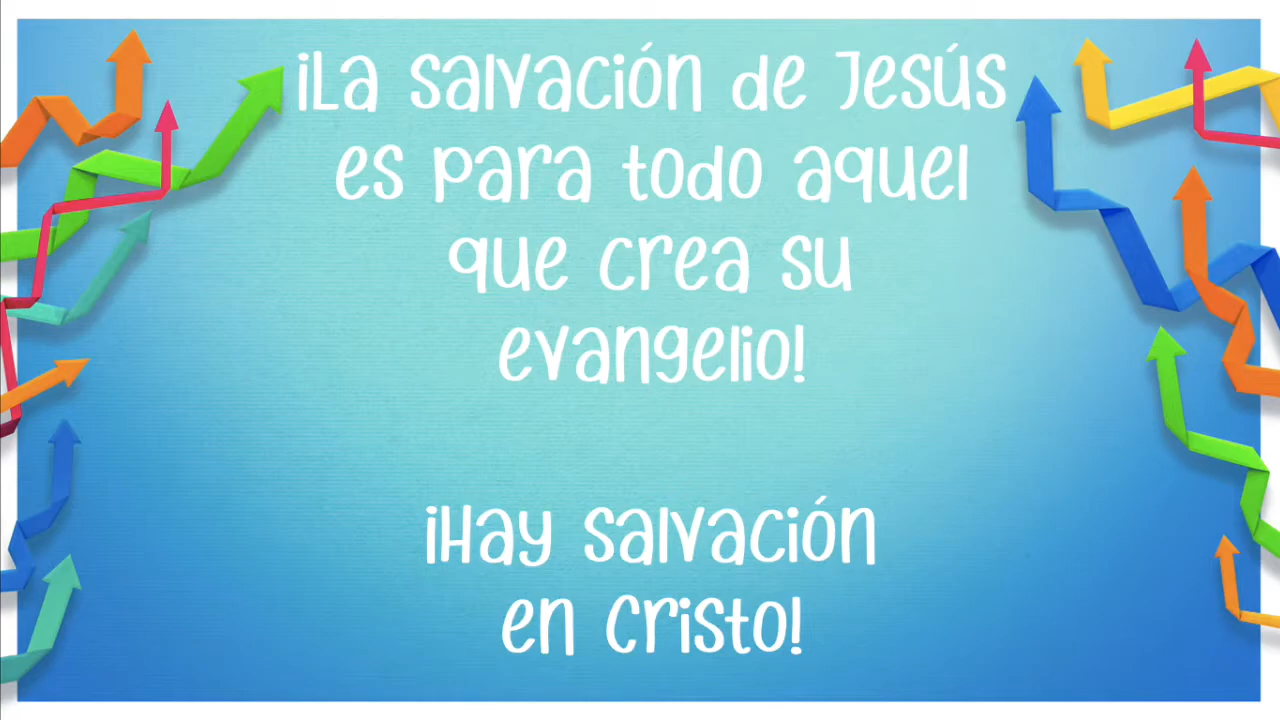 ¡La salvación de Jesús
es para todo aquel
que crea su
evangelio!
¡Hay salvación
en Cristo!